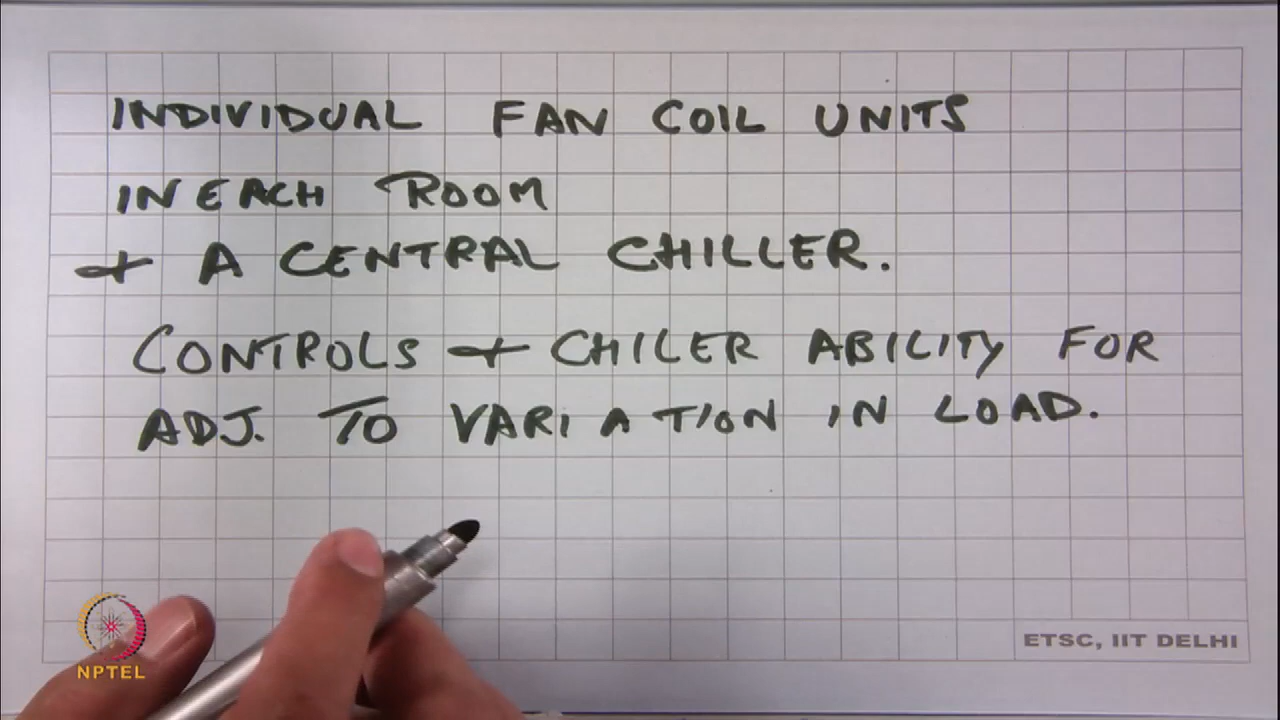 INDIVIDUAL FAN COIL UNITS
IN EACH ROOM
+ A CENTRAL CHILLER.
CONTROLS + CHILER ABILITY FOR
ADJ. TO VARIATION IN LOAD.
NPTEL
ETSC, IIT DELHI